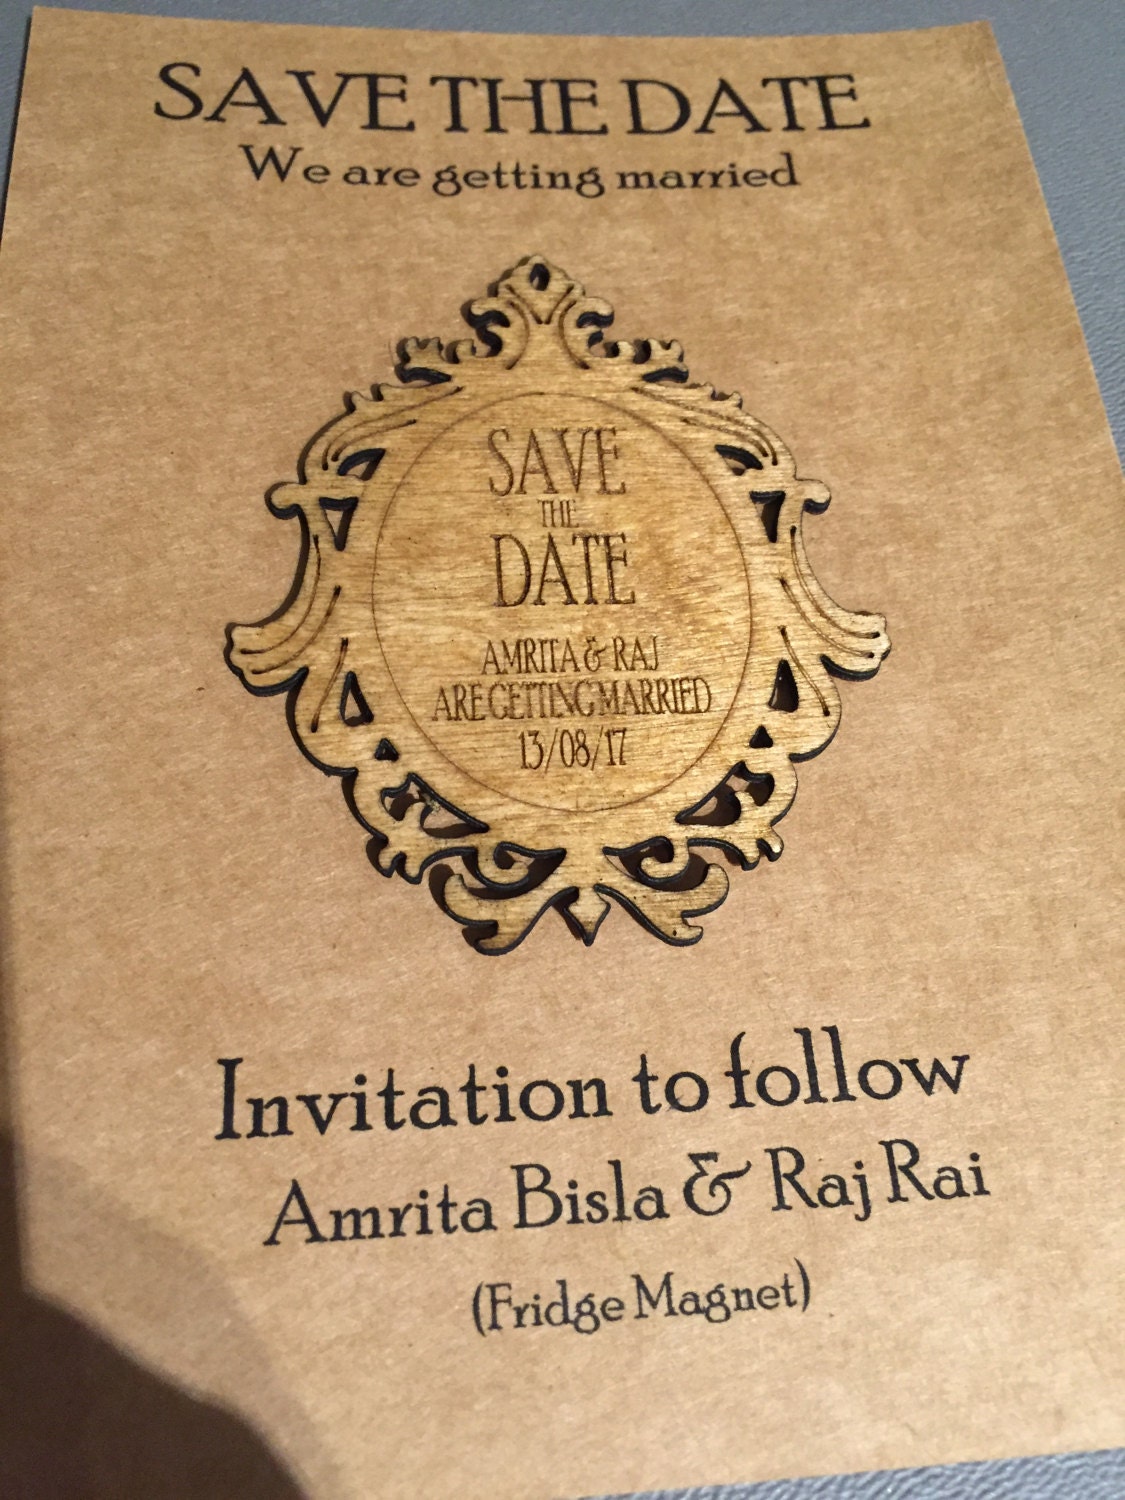 SAVE THE DATE
We are getting married
SAVE
THE
DATE
AMRITA & RAJ
ARE GETTING MARRIED
13/08/17
Invitation to follow
Amrita Bisla & Raj Rai
(Fridge Magnet)